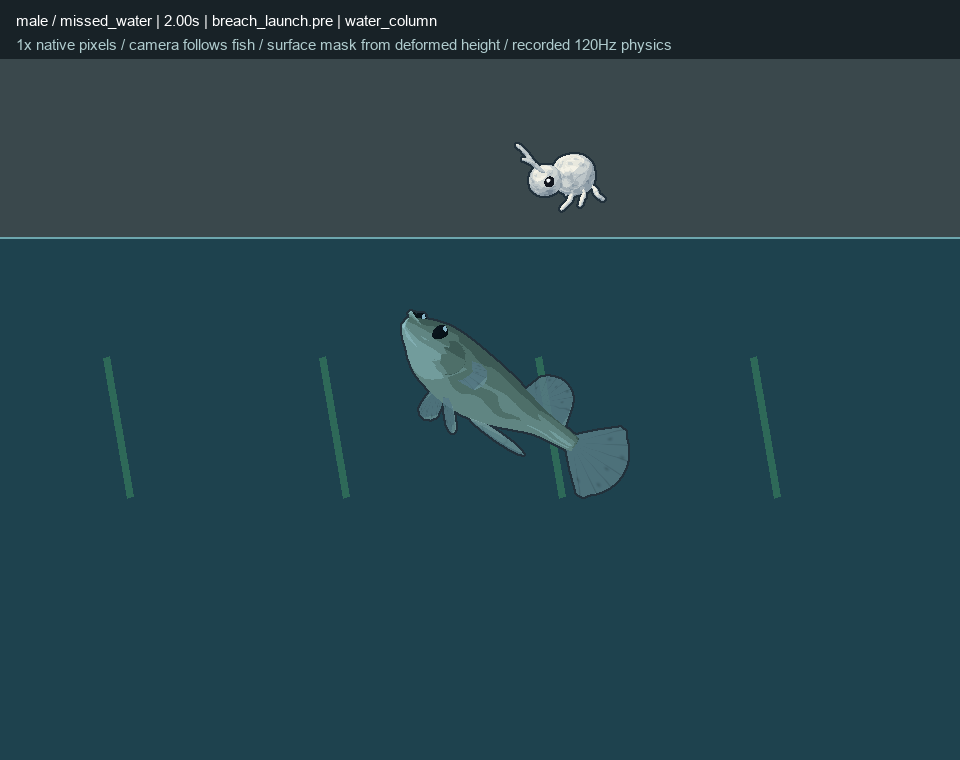 male / missed_water | 2.00s | breach_launch.pre | water_column
1x native pixels / camera follows fish / surface mask from deformed height / recorded 120Hz physics